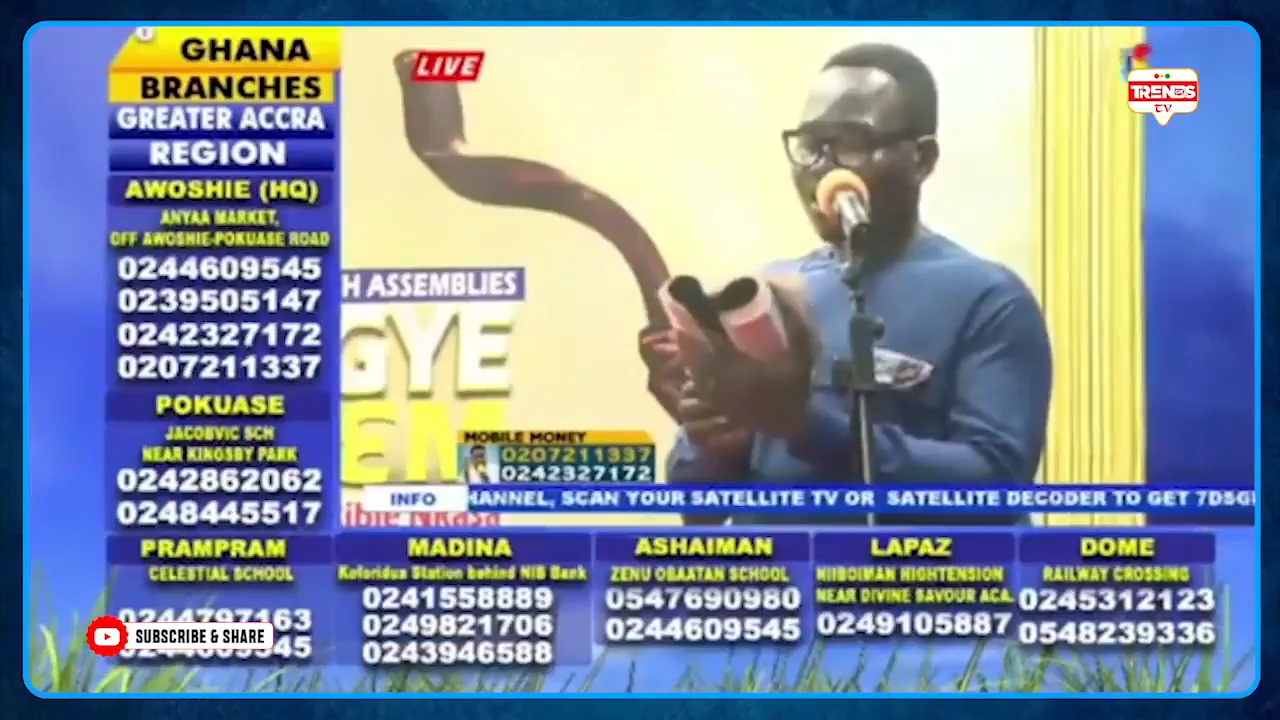 GHANA
BRANCHES
GREATER ACCRA
REGION
AWOSHIE (HQ)
ANYAA MARKET,
OFF AWOSHIE-POKUASE ROAD
0244609545
0239505147
0242327172
0207211337
POKUASE
JACOBVIC SCH
NEAR KINGSBY PARK
0242862062
0248445517
LIVE
TRENDS
TV
H ASSEMBLIES
GYE
EM
MOBILE MONEY
0207211337
0242327172
INFO
HANNEL, SCAN YOUR SATELLITE TV OR SATELLITE DECODER TO GET 7DSG
ible Nkasa
PRAMPRAM
CELESTIAL SCHOOL
0244797163
SUBSCRIBE & SHARE
MADINA
Koforidua Station behind NIB Bank
0241558889
0249821706
0243946588
ASHAIMAN
ZENU OBAATAN SCHOOL
0547690980
0244609545
LAPAZ
NIIBOIMAN HIGHTENSION
NEAR DIVINE SAVOUR ACA.
0249105887
DOME
RAILWAY CROSSING
0245312123
0548239336